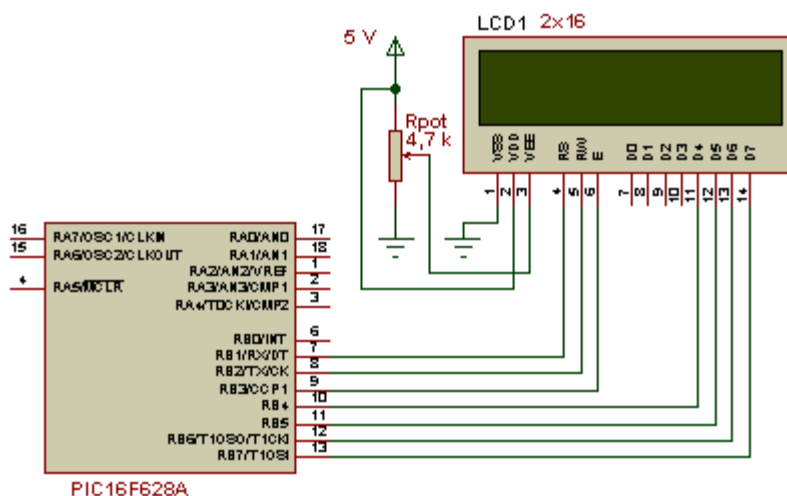 LCD1 2x16
5 V
Rpot
4,7 k
VSS
VDD
VEE
RS
RW
E
D0
D1
D2
D3
D4
D5
D6
D7
1
2
3
4
5
6
7
8
9
10
11
12
13
14
16 RA7/OSC1/CLKIN RA0/AN0 17
15 RA6/OSC2/CLKOUT RA1/AN1 18
RA2/AN2/VREF 1
4 RA5/MCLR RA3/AN3/CMP1 2
RA4/T0CKI/CMP2 3
RB0/INT 6
RB1/RX/DT 7
RB2/TX/CK 8
RB3/CCP1 9
RB4 10
RB5 11
RB6/T1OSO/T1CKI 12
RB7/T1OSI 13
PIC16F628A